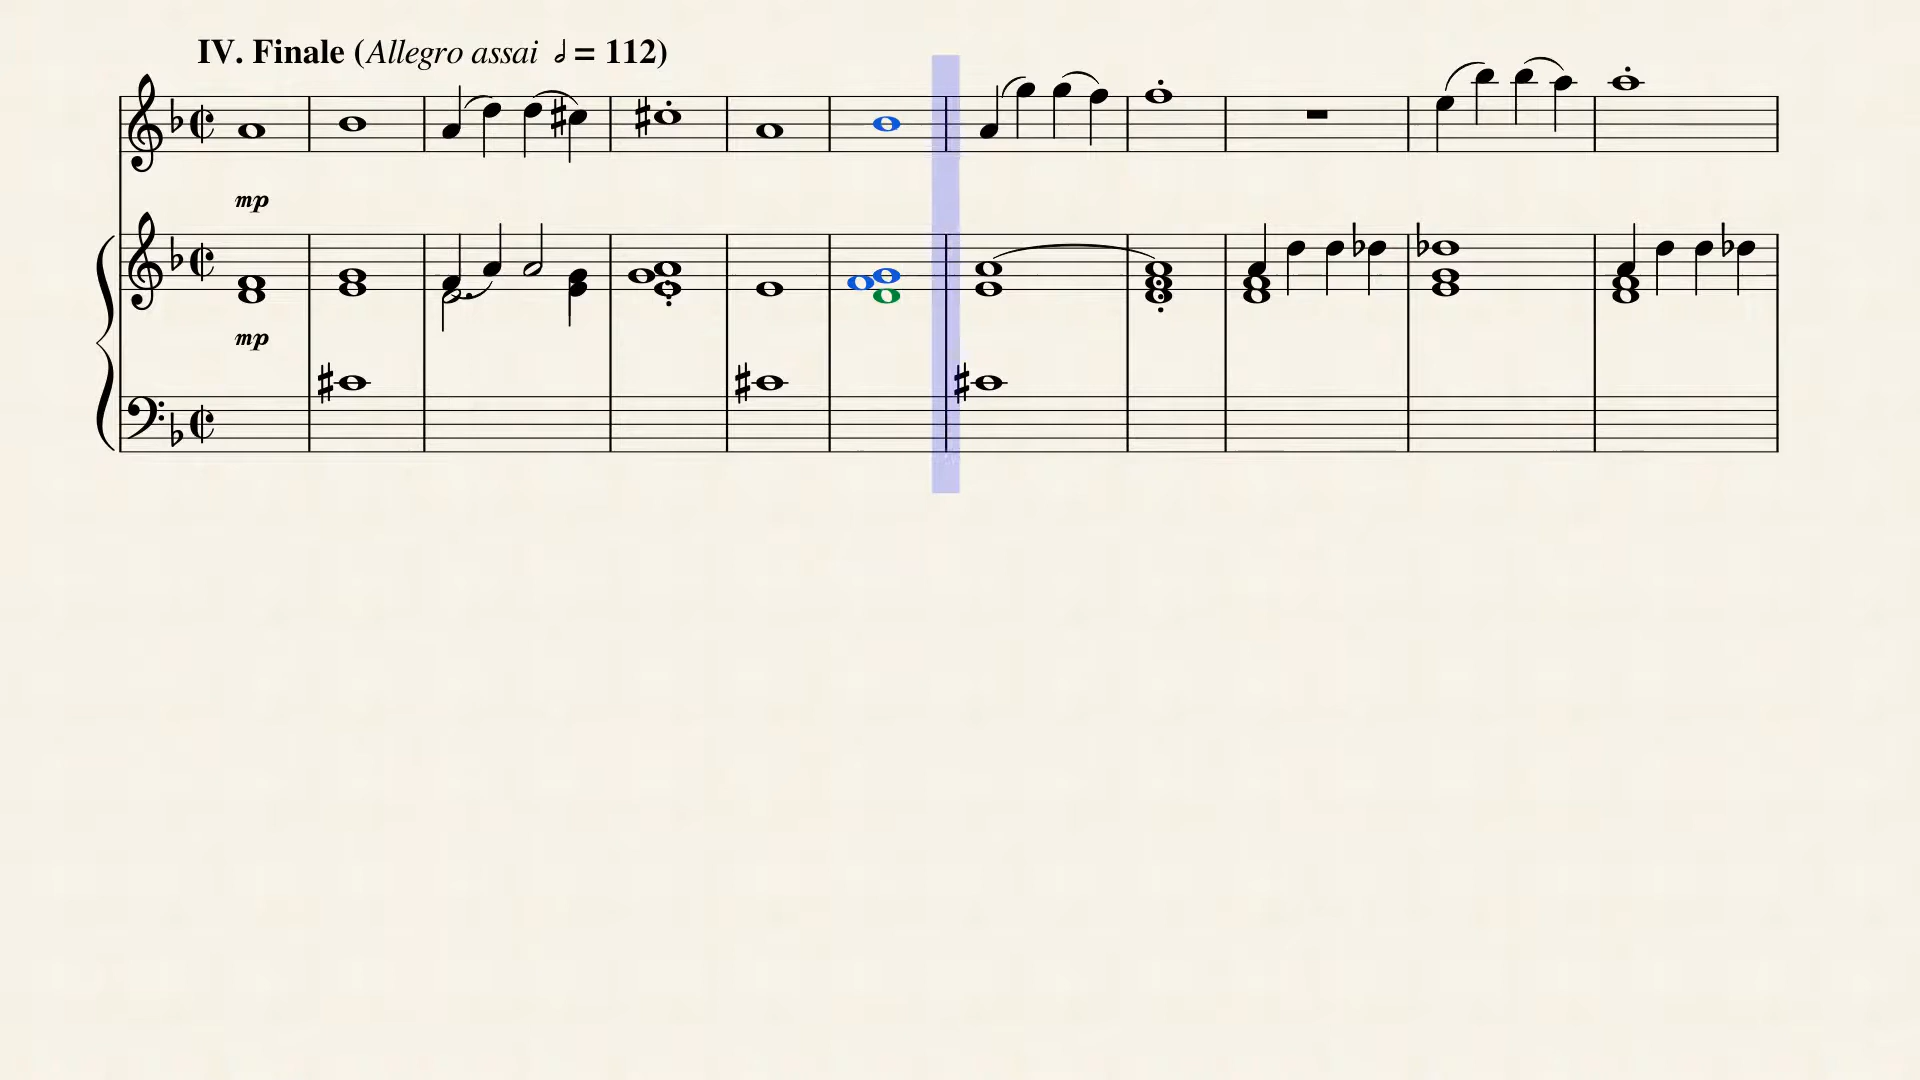 IV. Finale (Allegro assai 𝅗𝅥 = 112)
mp
mp